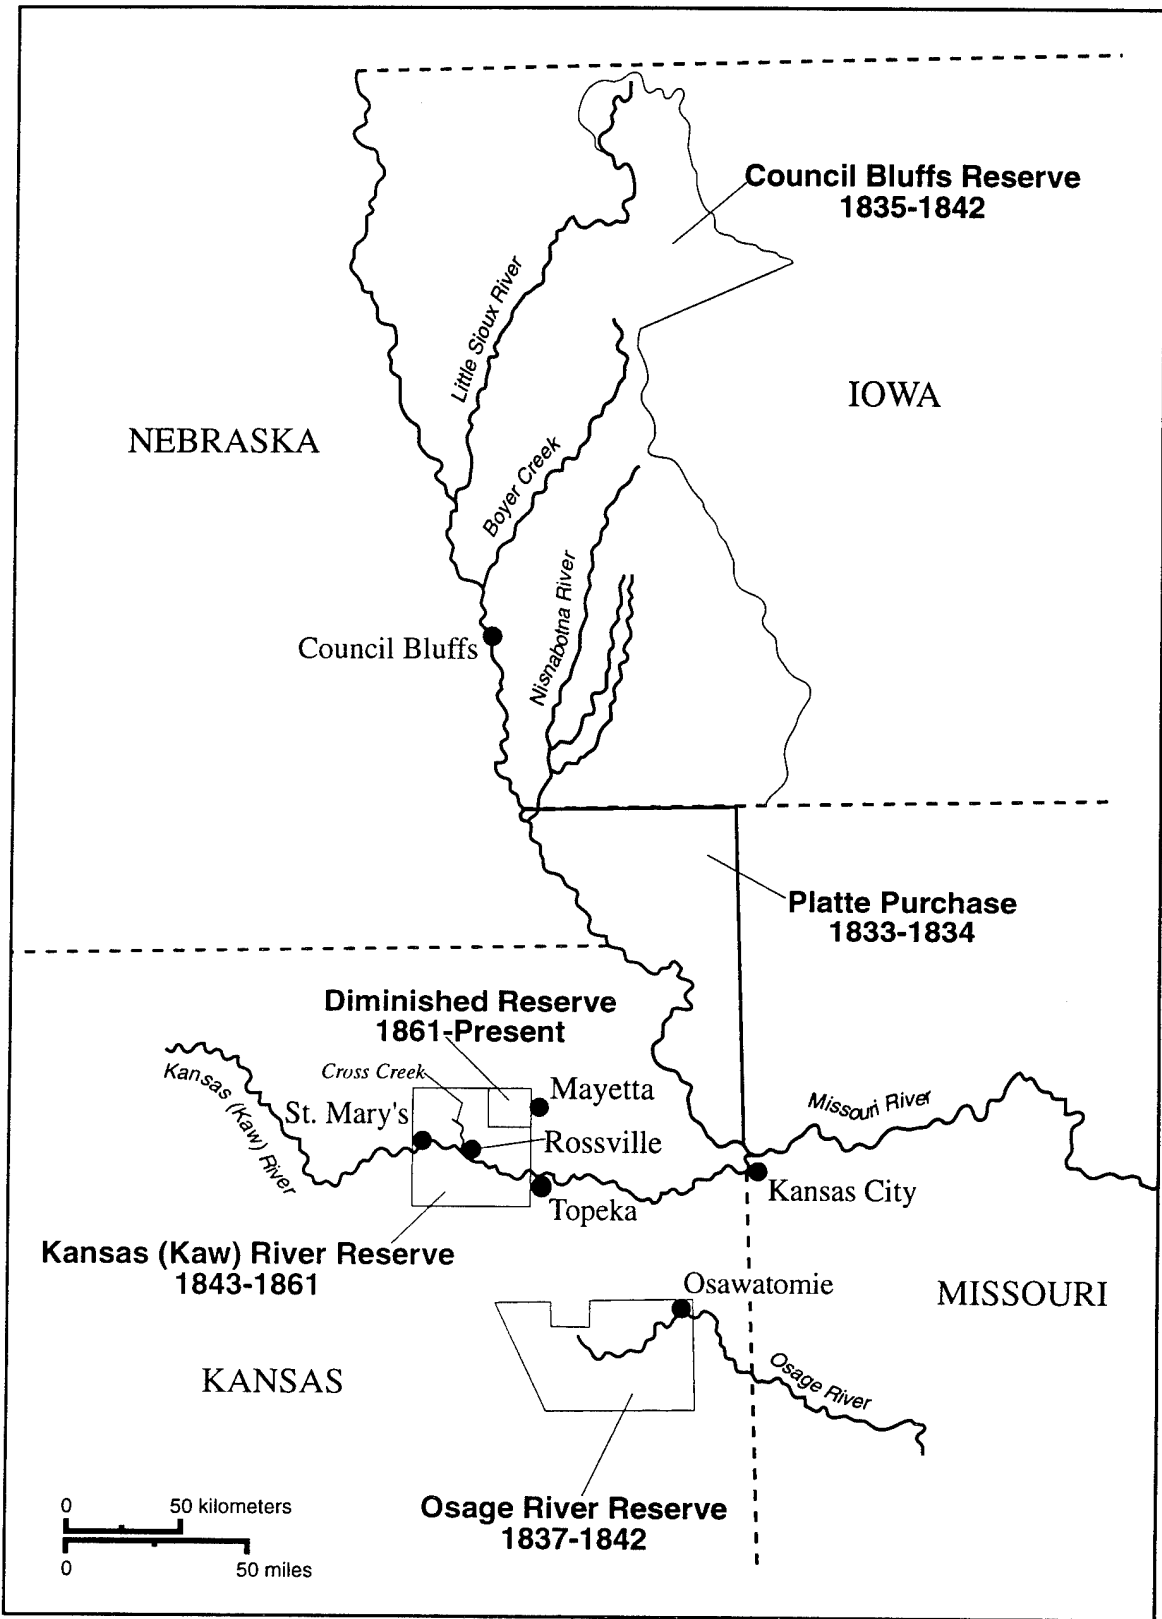 Council Bluffs Reserve
1835-1842
Little Sioux River
IOWA
NEBRASKA
Boyer Creek
Nisnabotna River
Council Bluffs
Platte Purchase
1833-1834
Diminished Reserve
1861-Present
Cross Creek
Kansas (Kaw) River
Mayetta
Missouri River
St. Mary's
Rossville
Kansas City
Topeka
Kansas (Kaw) River Reserve
1843-1861
Osawatomie
MISSOURI
KANSAS
Osage River
Osage River Reserve
1837-1842
0 50 kilometers
0 50 miles